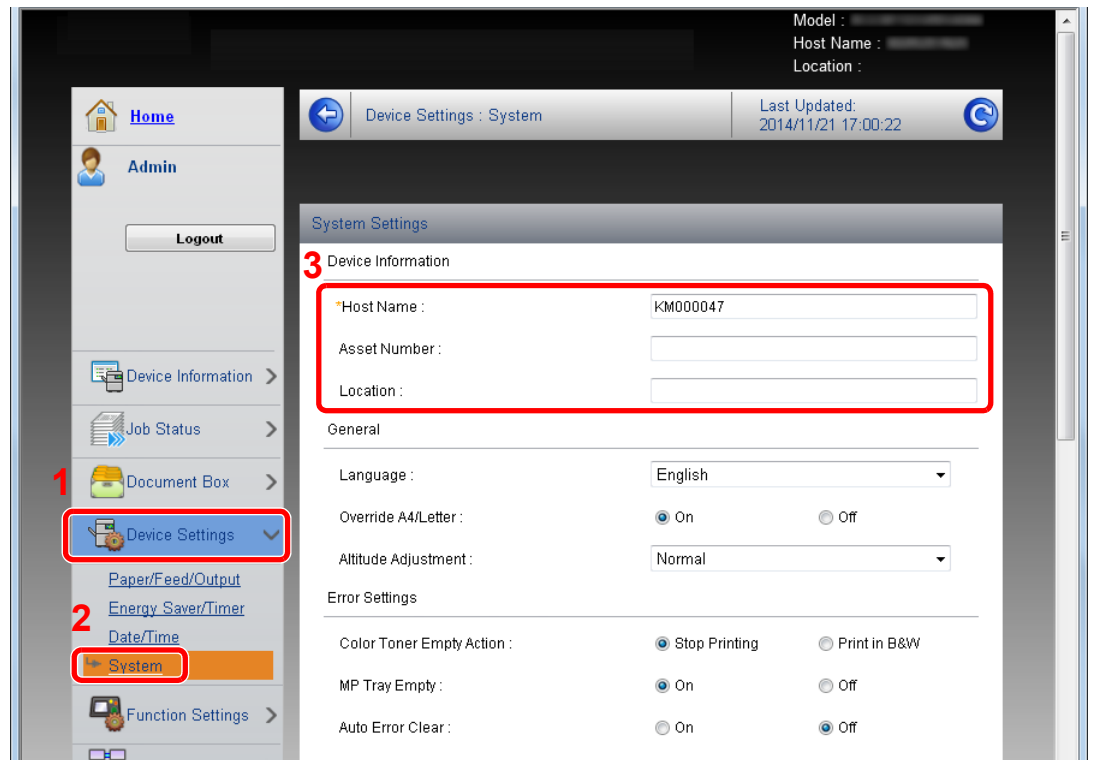 Model :
Host Name :
Location :
Home
Admin
Logout
Device Information
Job Status
1
Document Box
Device Settings
Paper/Feed/Output
2
Energy Saver/Timer
Date/Time
System
Function Settings
Device Settings : System
Last Updated:
2014/11/21 17:00:22
System Settings
3
Device Information
*Host Name : KM000047
Asset Number :
Location :
General
Language : English
Override A4/Letter : On Off
Altitude Adjustment : Normal
Error Settings
Color Toner Empty Action : Stop Printing Print in B&W
MP Tray Empty : On Off
Auto Error Clear : On Off